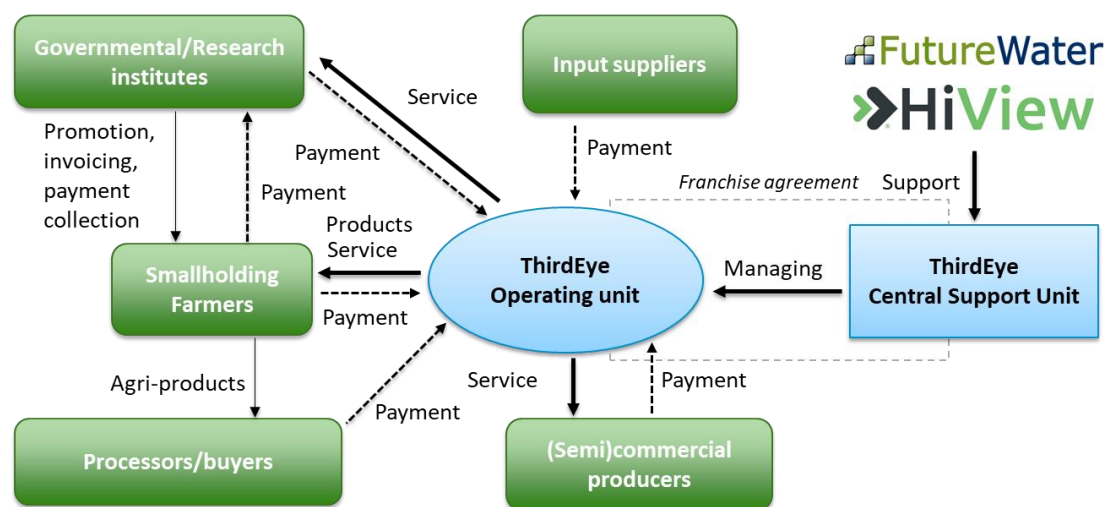 Governmental/Research
institutes
Input suppliers
FutureWater
HiView
Service
Promotion,
invoicing,
payment
collection
Payment
Payment
Payment
Franchise agreement
Support
Products
Service
Smallholding
Farmers
ThirdEye
Operating unit
Managing
ThirdEye
Central Support Unit
Payment
Agri-products
Payment
Service
Payment
Processors/buyers
(Semi)commercial
producers